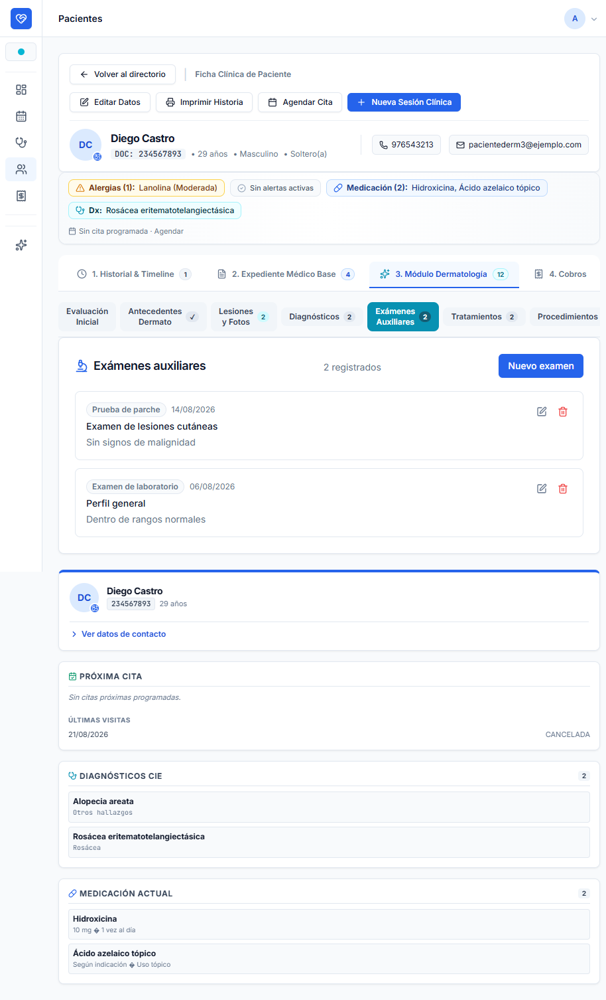 Pacientes
A
Volver al directorio
Ficha Clínica de Paciente
Editar Datos
Imprimir Historia
Agendar Cita
Nueva Sesión Clínica
DC
Diego Castro
DOC: 234567893 • 29 años • Masculino • Soltero(a)
976543213
pacientederm3@ejemplo.com
Alergias (1): Lanolina (Moderada)
Sin alertas activas
Medicación (2): Hidroxicina, Ácido azelaico tópico
Dx: Rosácea eritematotelangiectásica
Sin cita programada · Agendar
1. Historial & Timeline 1
2. Expediente Médico Base 4
3. Módulo Dermatología 12
4. Cobros
Evaluación
Inicial
Antecedentes
Dermato ✓
Lesiones
y Fotos 2
Diagnósticos 2
Exámenes
Auxiliares 2
Tratamientos 2
Procedimientos
Exámenes auxiliares
2 registrados
Nuevo examen
Prueba de parche 14/08/2026
Examen de lesiones cutáneas
Sin signos de malignidad
Examen de laboratorio 06/08/2026
Perfil general
Dentro de rangos normales
DC
Diego Castro
234567893 29 años
Ver datos de contacto
PRÓXIMA CITA
Sin citas próximas programadas.
ÚLTIMAS VISITAS
21/08/2026 CANCELADA
DIAGNÓSTICOS CIE 2
Alopecia areata
Otros hallazgos
Rosácea eritematotelangiectásica
Rosácea
MEDICACIÓN ACTUAL 2
Hidroxicina
10 mg � 1 vez al día
Ácido azelaico tópico
Según indicación � Uso tópico